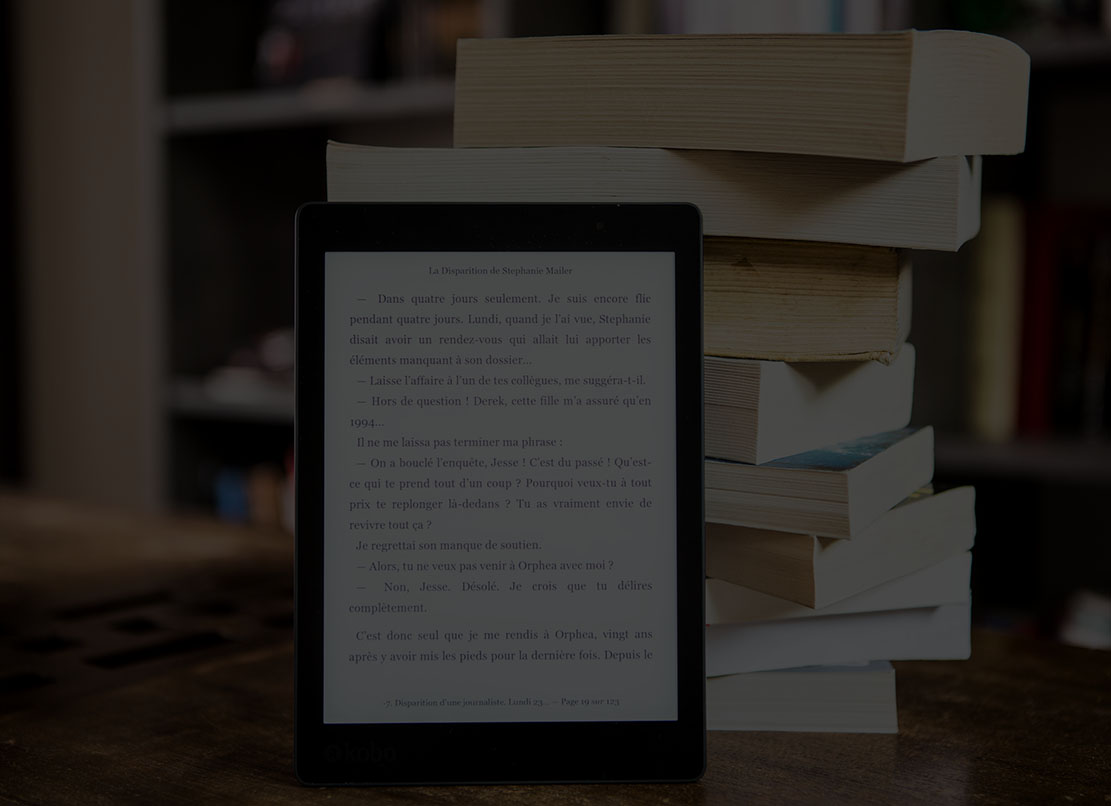 La Disparition de Stephanie Mailer
— Dans quatre jours seulement. Je suis encore flic
pendant quatre jours. Lundi, quand je l'ai vue, Stephanie
disait avoir un rendez-vous qui allait lui apporter les
éléments manquant à son dossier...
— Laisse l'affaire à l'un de tes collègues, me suggéra-t-il.
— Hors de question ! Derek, cette fille m'a assuré qu'en
1994...
Il ne me laissa pas terminer ma phrase :
— On a bouclé l'enquête, Jesse ! C'est du passé ! Qu'est-
ce qui te prend tout d'un coup ? Pourquoi veux-tu à tout
prix te replonger là-dedans ? Tu as vraiment envie de
revivre tout ça ?
Je regrettai son manque de soutien.
— Alors, tu ne veux pas venir à Orphea avec moi ?
— Non, Jesse. Désolé. Je crois que tu délires
complètement.
C'est donc seul que je me rendis à Orphea, vingt ans
après y avoir mis les pieds pour la dernière fois. Depuis le
-7. Disparition d'une journaliste. Lundi 23... — Page 19 sur 123
kobo